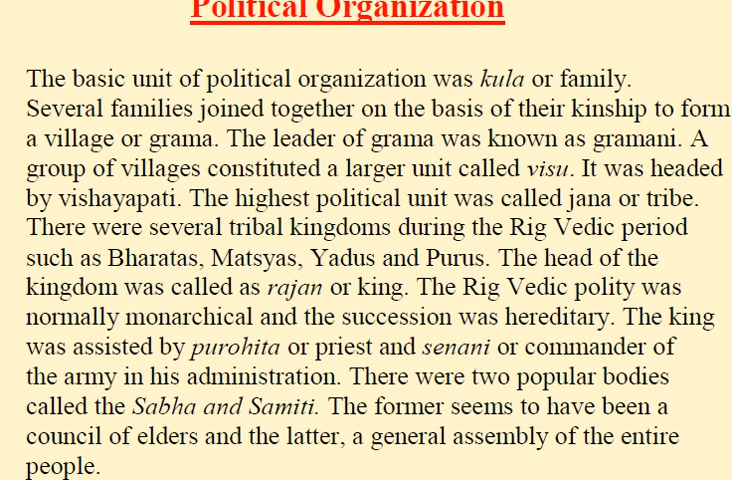 Political Organization
The basic unit of political organization was kula or family.
Several families joined together on the basis of their kinship to form
a village or grama. The leader of grama was known as gramani. A
group of villages constituted a larger unit called visu. It was headed
by vishayapati. The highest political unit was called jana or tribe.
There were several tribal kingdoms during the Rig Vedic period
such as Bharatas, Matsyas, Yadus and Purus. The head of the
kingdom was called as rajan or king. The Rig Vedic polity was
normally monarchical and the succession was hereditary. The king
was assisted by purohita or priest and senani or commander of
the army in his administration. There were two popular bodies
called the Sabha and Samiti. The former seems to have been a
council of elders and the latter, a general assembly of the entire
people.